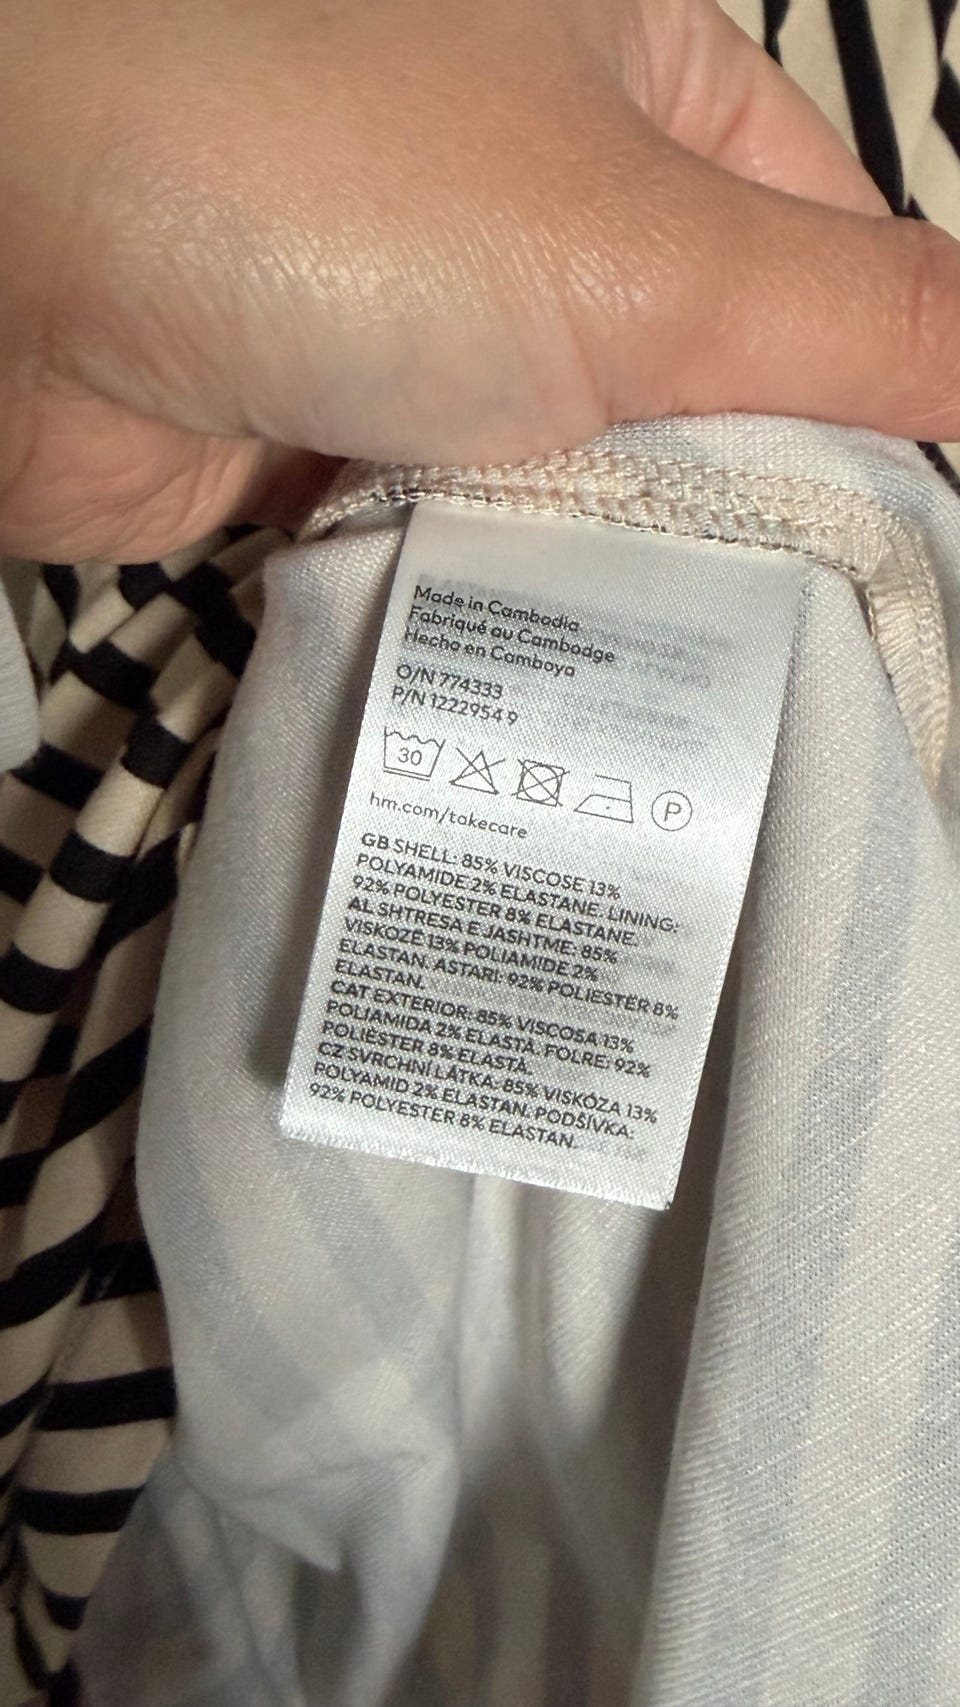 Made in Cambodia
Fabriqué au Cambodge
Hecho en Camboya
O/N 774333
P/N 1222954 9
30
P
hm.com/takecare
GB SHELL: 85% VISCOSE 13%
POLYAMIDE 2% ELASTANE. LINING:
92% POLYESTER 8% ELASTANE.
AL SHTRESA E JASHTME: 85%
VISKOZË 13% POLIAMIDE 2%
ELASTAN. ASTARI: 92% POLIESTËR 8%
ELASTAN.
CAT EXTERIOR: 85% VISCOSA 13%
POLIAMIDA 2% ELASTÀ. FOLRE: 92%
POLIÈSTER 8% ELASTÀ.
CZ SVRCHNÍ LÁTKA: 85% VISKÓZA 13%
POLYAMID 2% ELASTAN. PODŠÍVKA:
92% POLYESTER 8% ELASTAN.